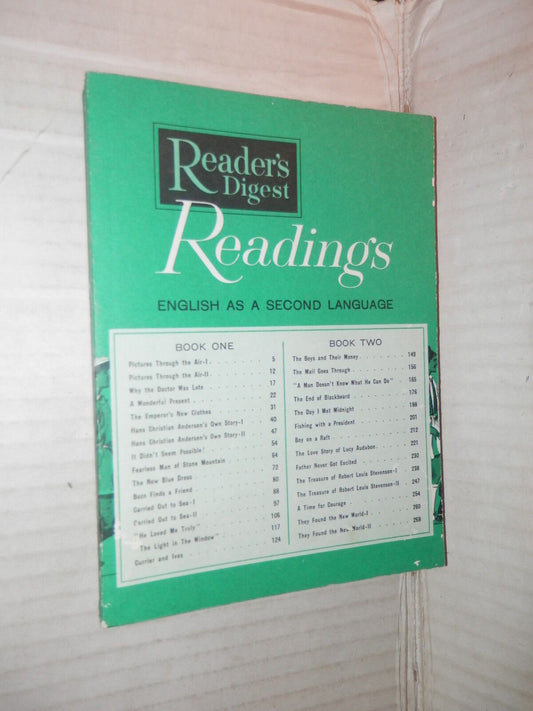 Reader's
Digest
Readings
ENGLISH AS A SECOND LANGUAGE
BOOK ONE
Pictures Through the Air-I . . . . . . . 5
Pictures Through the Air-II . . . . . . . 12
Why the Doctor Was Late . . . . . . . 17
A Wonderful Present . . . . . . . 22
The Emperor's New Clothes . . . . . . . 31
Hans Christian Andersen's Own Story-I . . 40
Hans Christian Andersen's Own Story-II . . 47
It Didn't Seem Possible! . . . . . . . 54
Fearless Man of Stone Mountain . . . . . 64
The New Blue Dress . . . . . . . 72
Finds a Friend . . . . . . . 80
Carried Out to Sea-I . . . . . . . 88
Carried Out to Sea-II . . . . . . . 97
"He Loved Me Truly" . . . . . . . 106
"The Light in the Window" . . . . . . . 117
Currier and Ives . . . . . . . 124
BOOK TWO
The Boys and Their Money . . . . . . . 149
The Mail Goes Through . . . . . . . 156
"A Man Doesn't Know What He Can Do" . . 165
The End of Blackbeard . . . . . . . 176
The Day I Met Midnight . . . . . . . 188
Fishing with a President . . . . . . . 201
Boy on a Raft . . . . . . . 212
The Love Story of Lucy Audubon . . . . . 221
Father Never Got Excited . . . . . . . 230
The Treasure of Robert Louis Stevenson-I . 238
The Treasure of Robert Louis Stevenson-II . 247
A Time for Courage . . . . . . . 254
They Found the New World-I . . . . . . . 260
They Found the New World-II . . . . . . . 268